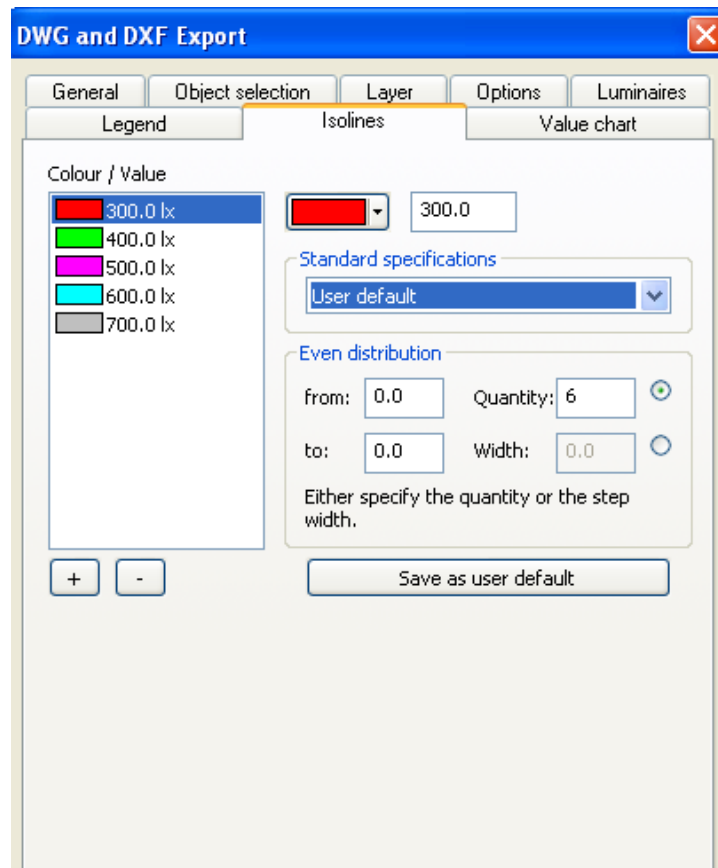 DWG and DXF Export
General Object selection Layer Options Luminaires
Legend Isolines Value chart
Colour / Value
300.0 lx
400.0 lx
500.0 lx
600.0 lx
700.0 lx
300.0
Standard specifications
User default
Even distribution
from: 0.0 Quantity: 6
to: 0.0 Width: 0.0
Either specify the quantity or the step
width.
+ -
Save as user default